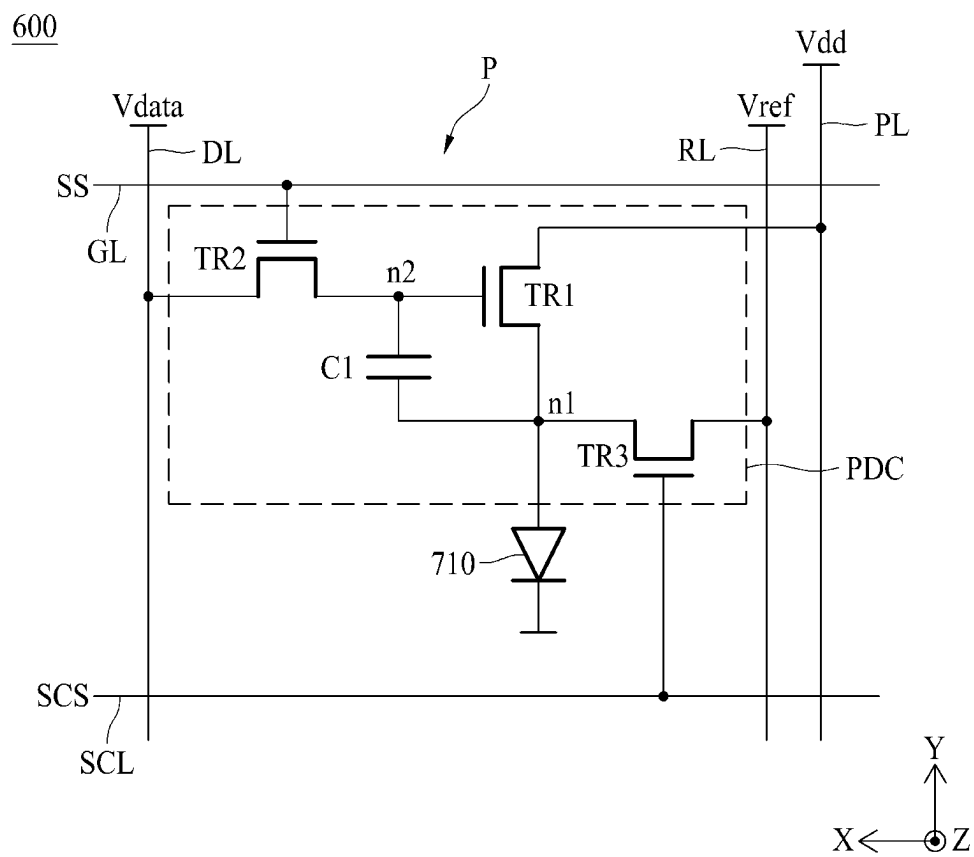 600
Vdd
P
Vdata
Vref
PL
DL
RL
SS
GL
TR2
n2
TR1
C1
n1
TR3
PDC
710
SCS
SCL
Y
X
Z